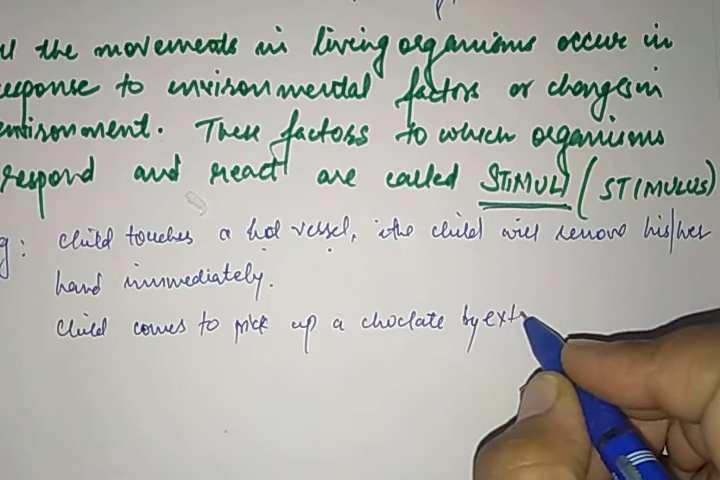 ll the movements in living organisms occur in
response to environmental factors or changes in
environment. These factors to which organisms
respond and react are called STIMULI (STIMULUS)
g: child touches a hot vessel, the child will remove his/her
hand immediately.
child comes to pick up a choclate by ext